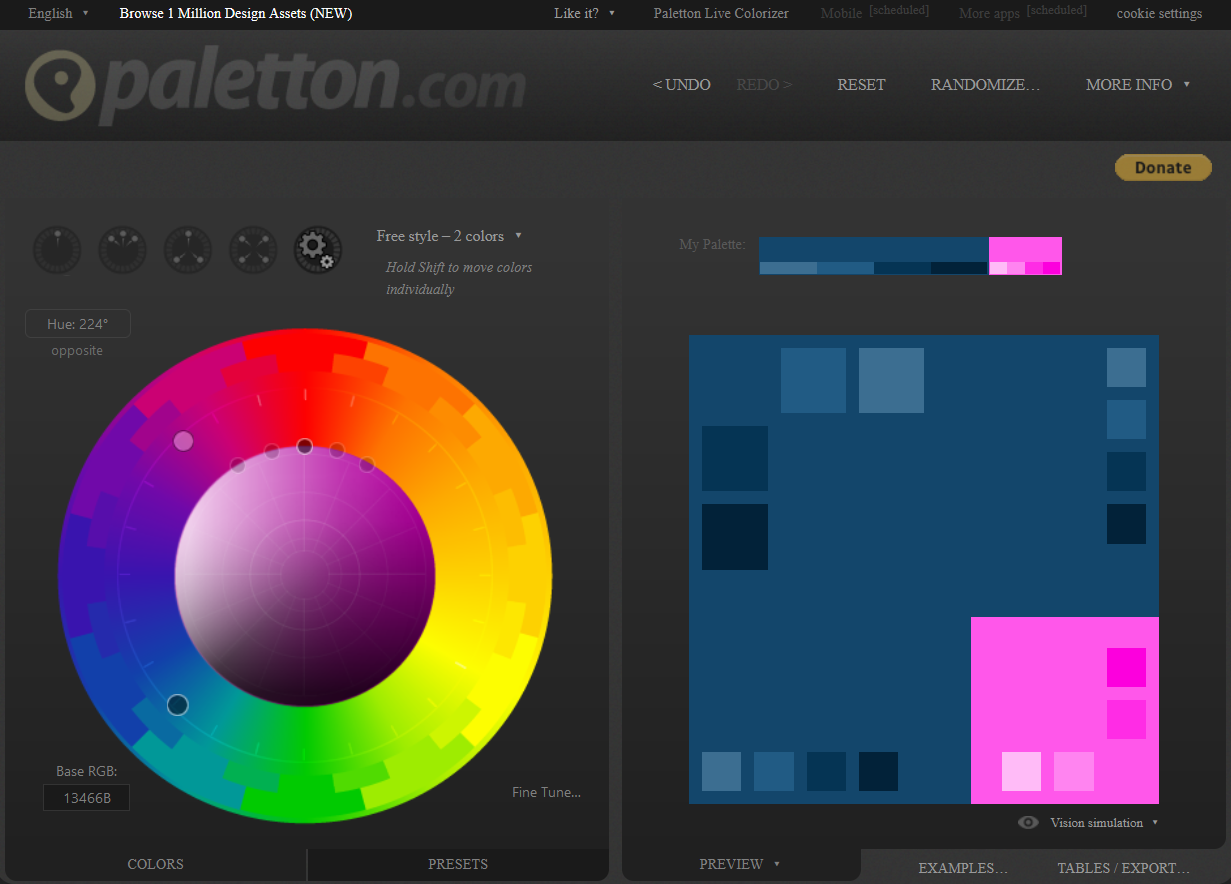 English ▼ Browse 1 Million Design Assets (NEW) Like it? ▼ Paletton Live Colorizer Mobile [scheduled] More apps [scheduled] cookie settings
paletton.com
< UNDO REDO > RESET RANDOMIZE… MORE INFO ▼
Donate
Free style – 2 colors ▼
Hold Shift to move colors
individually
My Palette:
Hue: 224°
opposite
Base RGB:
13466B
Fine Tune...
Vision simulation ▼
COLORS PRESETS
PREVIEW ▼ EXAMPLES… TABLES / EXPORT…